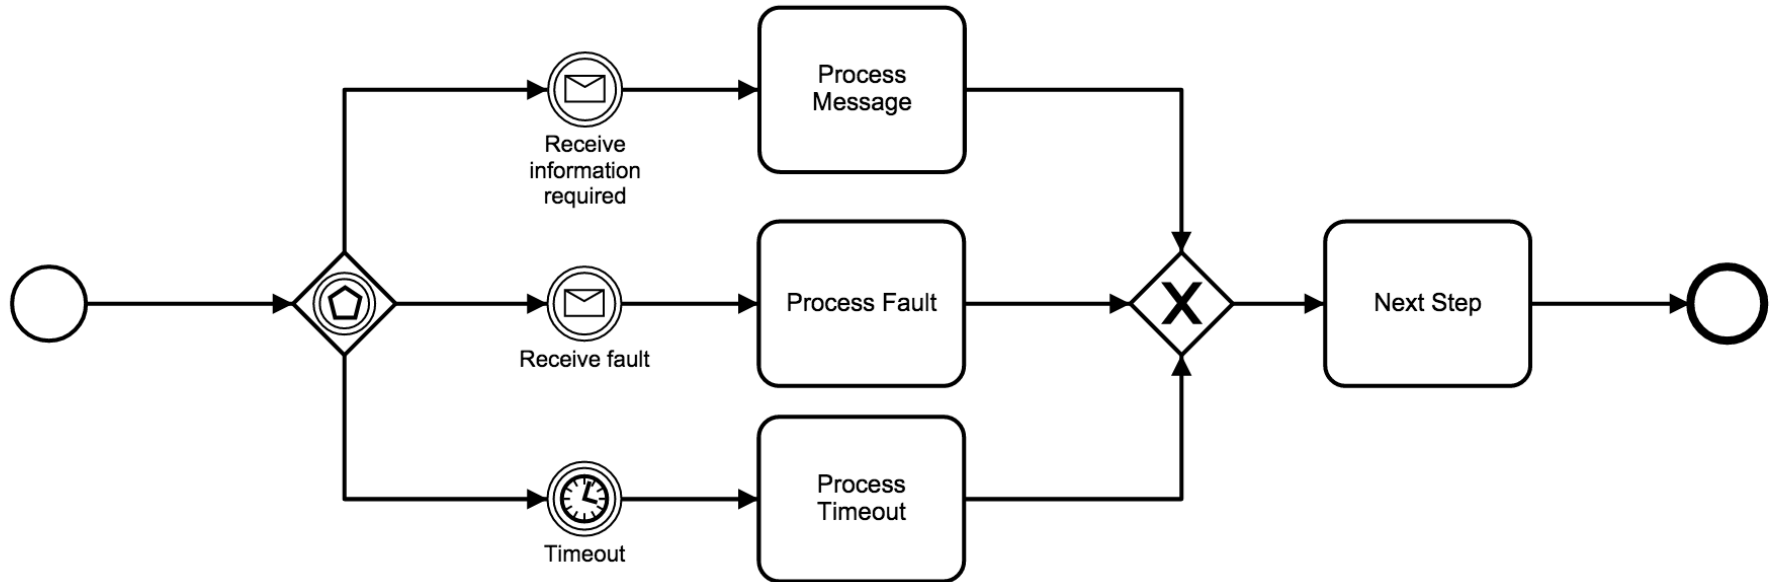 Process
Message
Receive
information
required
Process Fault
Receive fault
X
Next Step
Process
Timeout
Timeout